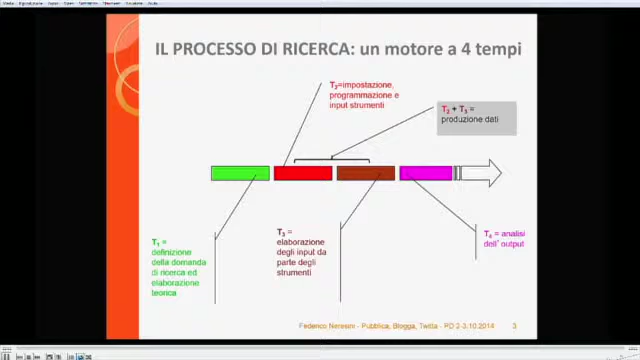 IL PROCESSO DI RICERCA: un motore a 4 tempi
T2=impostazione,
programmazione e
input strumenti
T2 + T3 =
produzione dati
T1 =
definizione
della domanda
di ricerca ed
elaborazione
teorica
T3 =
elaborazione
degli input da
parte degli
strumenti
T4 = analisi
dell' output
Federico Neresini - Pubblica, Blogga, Twitta - PD 2-3.10.2014
3